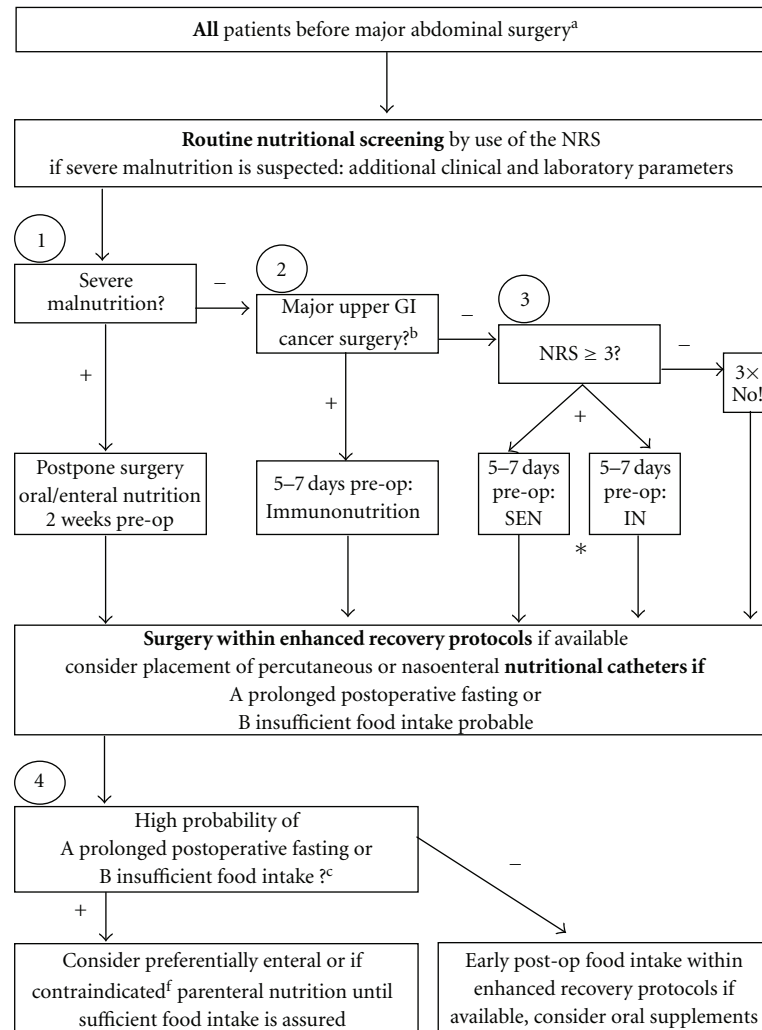 All patients before major abdominal surgeryᵃ
Routine nutritional screening by use of the NRS
if severe malnutrition is suspected: additional clinical and laboratory parameters
1
Severe
malnutrition?
−
2
Major upper GI
cancer surgery?ᵇ
−
3
NRS ≥ 3?
−
3×
No!
+
+
+
Postpone surgery
oral/enteral nutrition
2 weeks pre-op
5–7 days pre-op:
Immunonutrition
5–7 days
pre-op:
SEN
5–7 days
pre-op:
IN
*
Surgery within enhanced recovery protocols if available
consider placement of percutaneous or nasoenteral nutritional catheters if
A prolonged postoperative fasting or
B insufficient food intake probable
4
High probability of
A prolonged postoperative fasting or
B insufficient food intake ?ᶜ
−
+
Consider preferentially enteral or if
contraindicatedᶠ parenteral nutrition until
sufficient food intake is assured
Early post-op food intake within
enhanced recovery protocols if
available, consider oral supplements